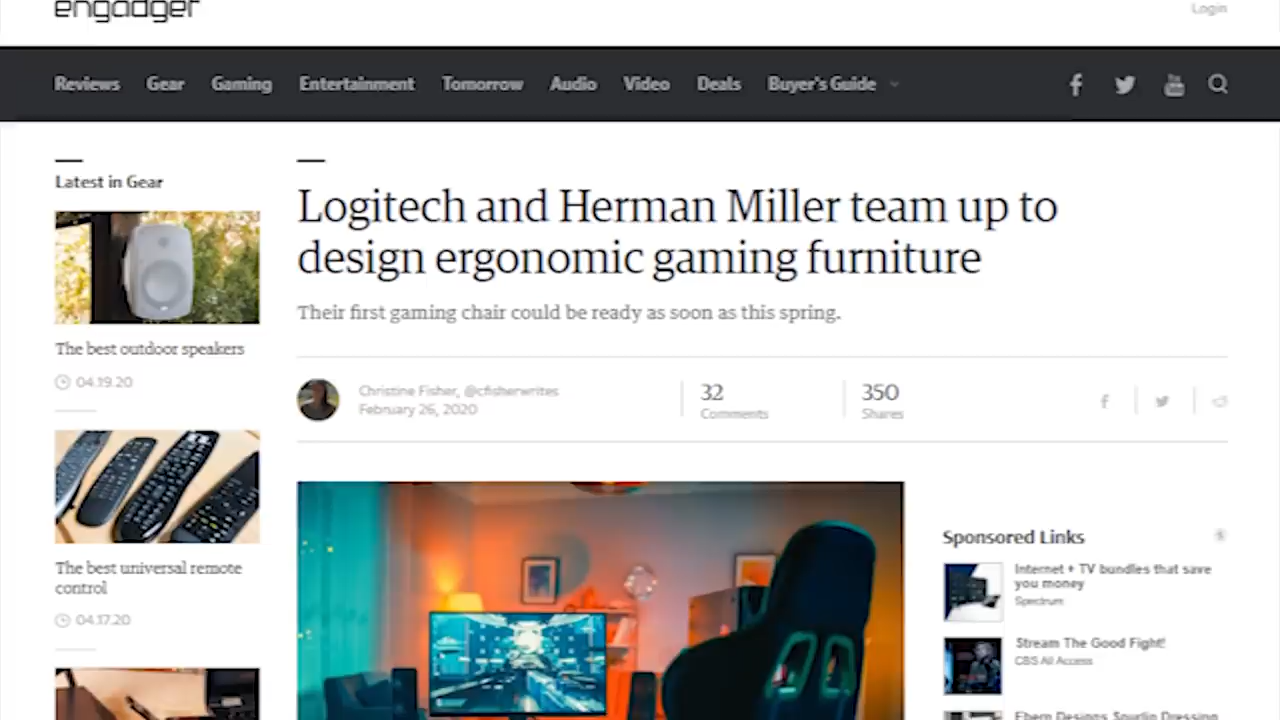 engadget
Login
Reviews Gear Gaming Entertainment Tomorrow Audio Video Deals Buyer's Guide
Latest in Gear
The best outdoor speakers
04.19.20
The best universal remote
control
04.17.20
Logitech and Herman Miller team up to
design ergonomic gaming furniture
Their first gaming chair could be ready as soon as this spring.
Christine Fisher, @cfisherwrites
February 26, 2020
32
Comments
350
Shares
Sponsored Links
Internet + TV bundles that save
you money
Spectrum
Stream The Good Fight!
CBS All Access
Designs Dressing